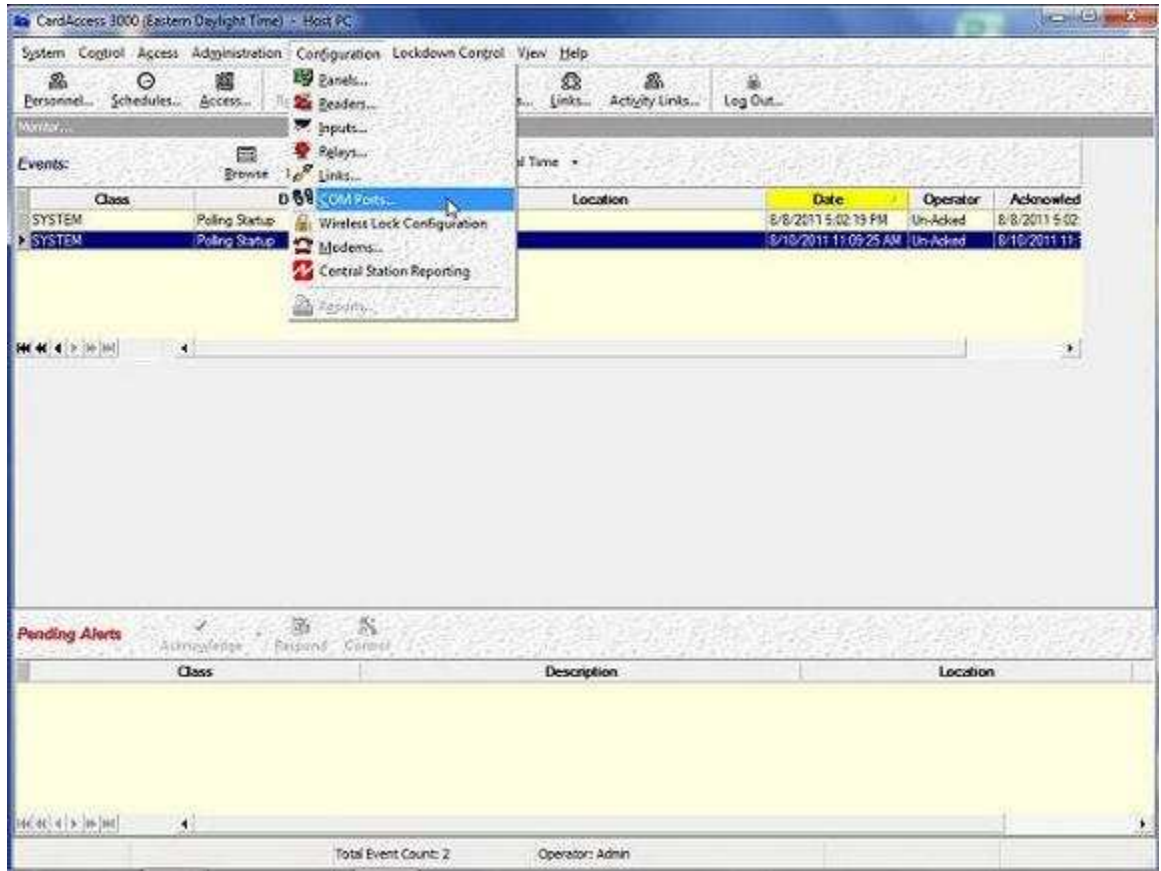 CardAccess 3000 (Eastern Daylight Time) - Host PC
System Control Access Administration Configuration Lockdown Control View Help
Personnel... Schedules... Access... Links... Activity Links... Log Out...
Panels...
Readers...
Inputs...
Relays...
Links...
COM Ports...
Wireless Lock Configuration
Modems...
Central Station Reporting
Monitor...
Events: Browse l Time
Class D Location Date Operator Acknowled
SYSTEM Polling Startup 8/8/2011 5:02:19 PM Un-Acked 8/8/2011 5:02
SYSTEM Polling Startup 8/10/2011 11:09:25 AM Un-Acked 8/10/2011 11:
Pending Alerts Acknowledge Respond Control
Class Description Location
Total Event Count: 2 Operator: Admin